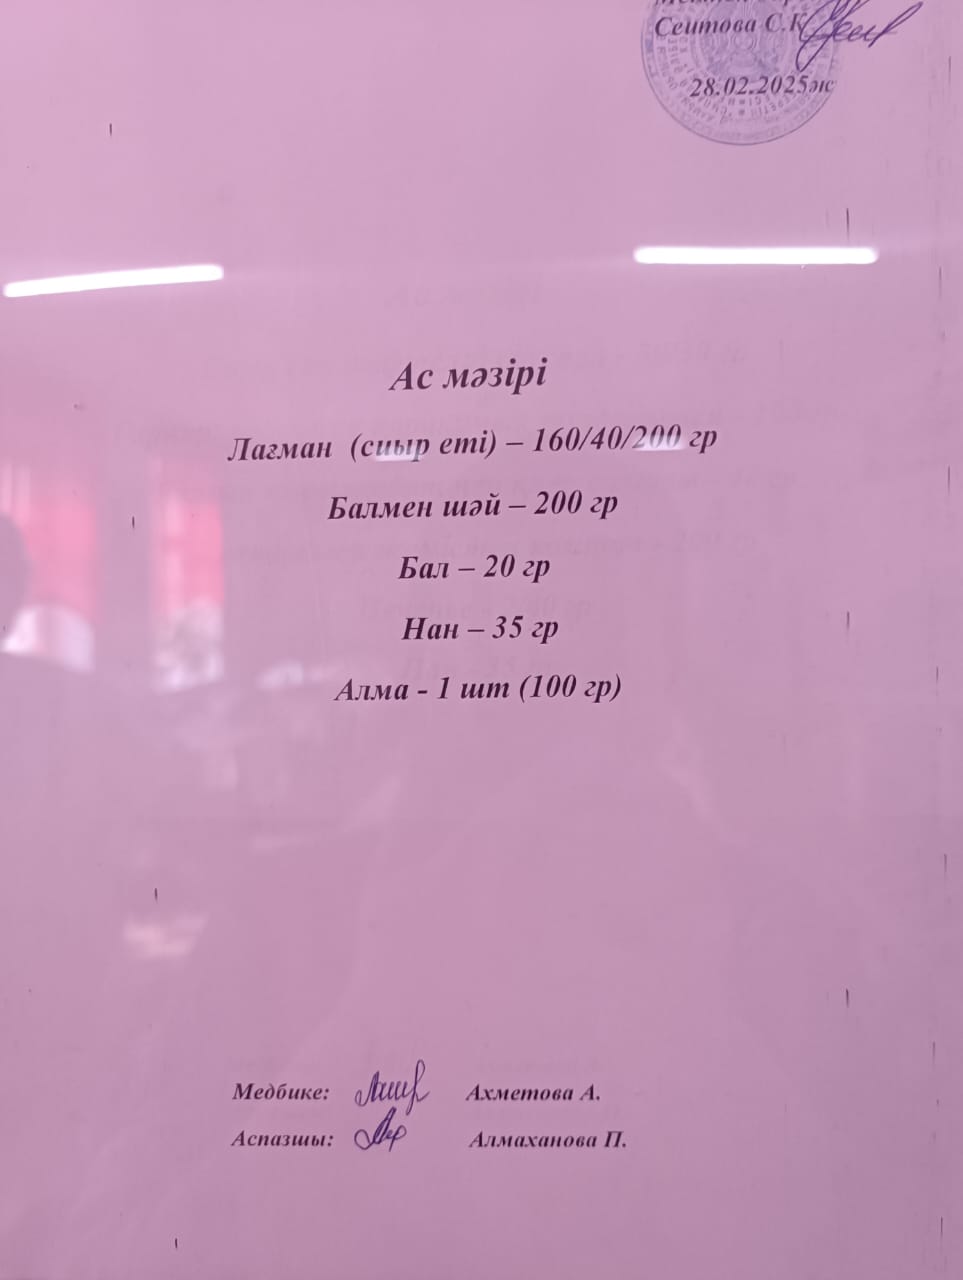 Сеитова С.К
28.02.2025ж
Ас мәзірі
Лағман (сиыр еті) – 160/40/200 гр
Балмен шәй – 200 гр
Бал – 20 гр
Нан – 35 гр
Алма - 1 шт (100 гр)
Медбике: Ахметова А.
Аспазшы: Алмаханова П.